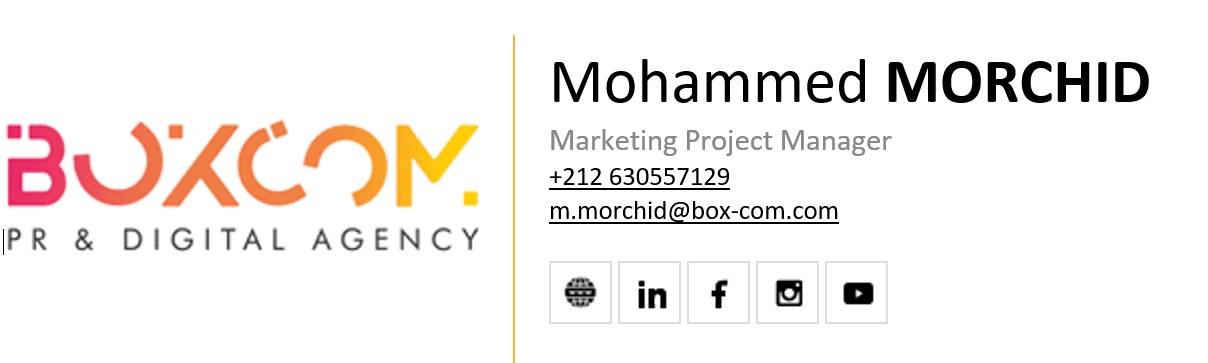 BOXCOM.
PR & DIGITAL AGENCY
Mohammed MORCHID
Marketing Project Manager
+212 630557129
m.morchid@box-com.com